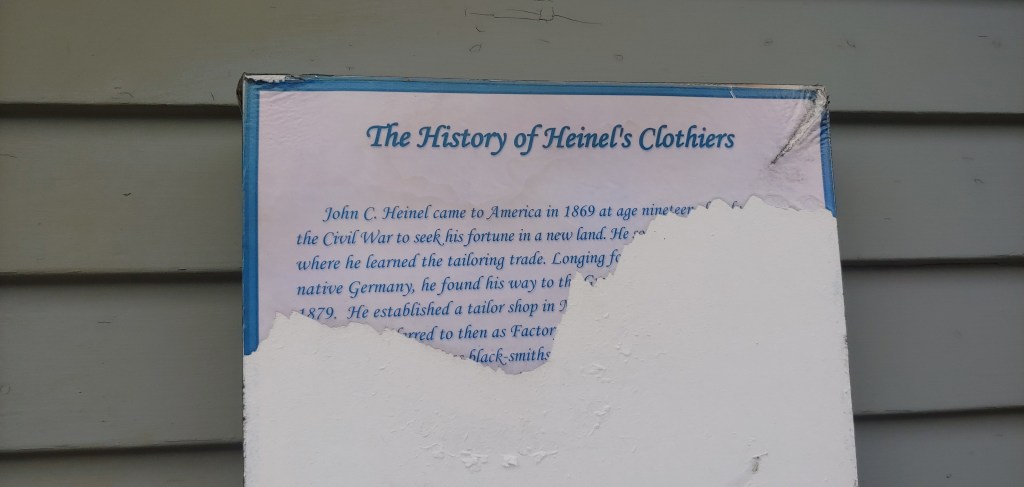 The History of Heinel's Clothiers
John C. Heinel came to America in 1869 at age nineteen
the Civil War to seek his fortune in a new land. He
where he learned the tailoring trade. Longing
native Germany, he found his way to the
1879. He established a tailor shop in
to then as
black-smiths